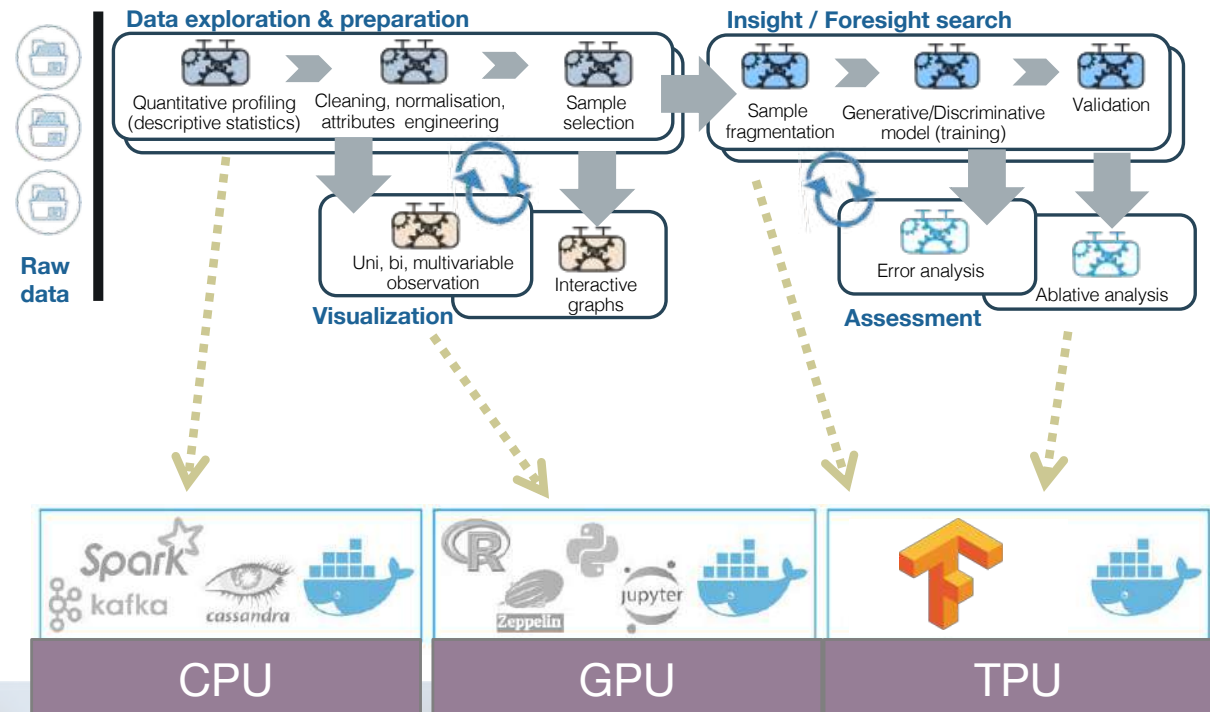 Data exploration & preparation
Insight / Foresight search
Quantitative profiling
(descriptive statistics)
Cleaning, normalisation,
attributes engineering
Sample
selection
Sample
fragmentation
Generative/Discriminative
model (training)
Validation
Raw
data
Uni, bi, multivariable
observation
Interactive
graphs
Visualization
Error analysis
Ablative analysis
Assessment
Spark
kafka
cassandra
R
Zeppelin
jupyter
CPU
GPU
TPU